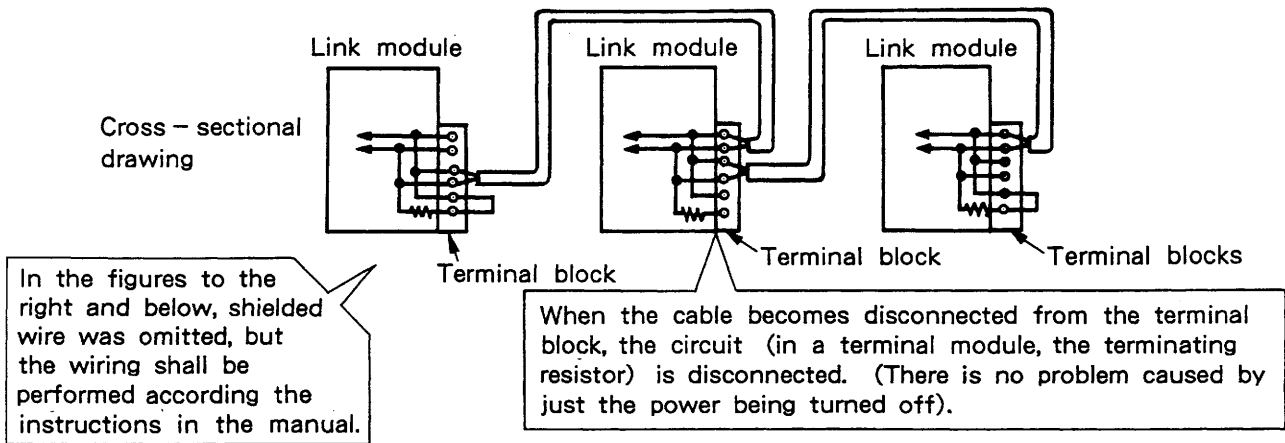 Link module
Link module
Link module
Cross – sectional
drawing
Terminal block
Terminal block
Terminal blocks
In the figures to the
right and below, shielded
wire was omitted, but
the wiring shall be
performed according the
instructions in the manual.
When the cable becomes disconnected from the terminal
block, the circuit (in a terminal module, the terminating
resistor) is disconnected. (There is no problem caused by
just the power being turned off).